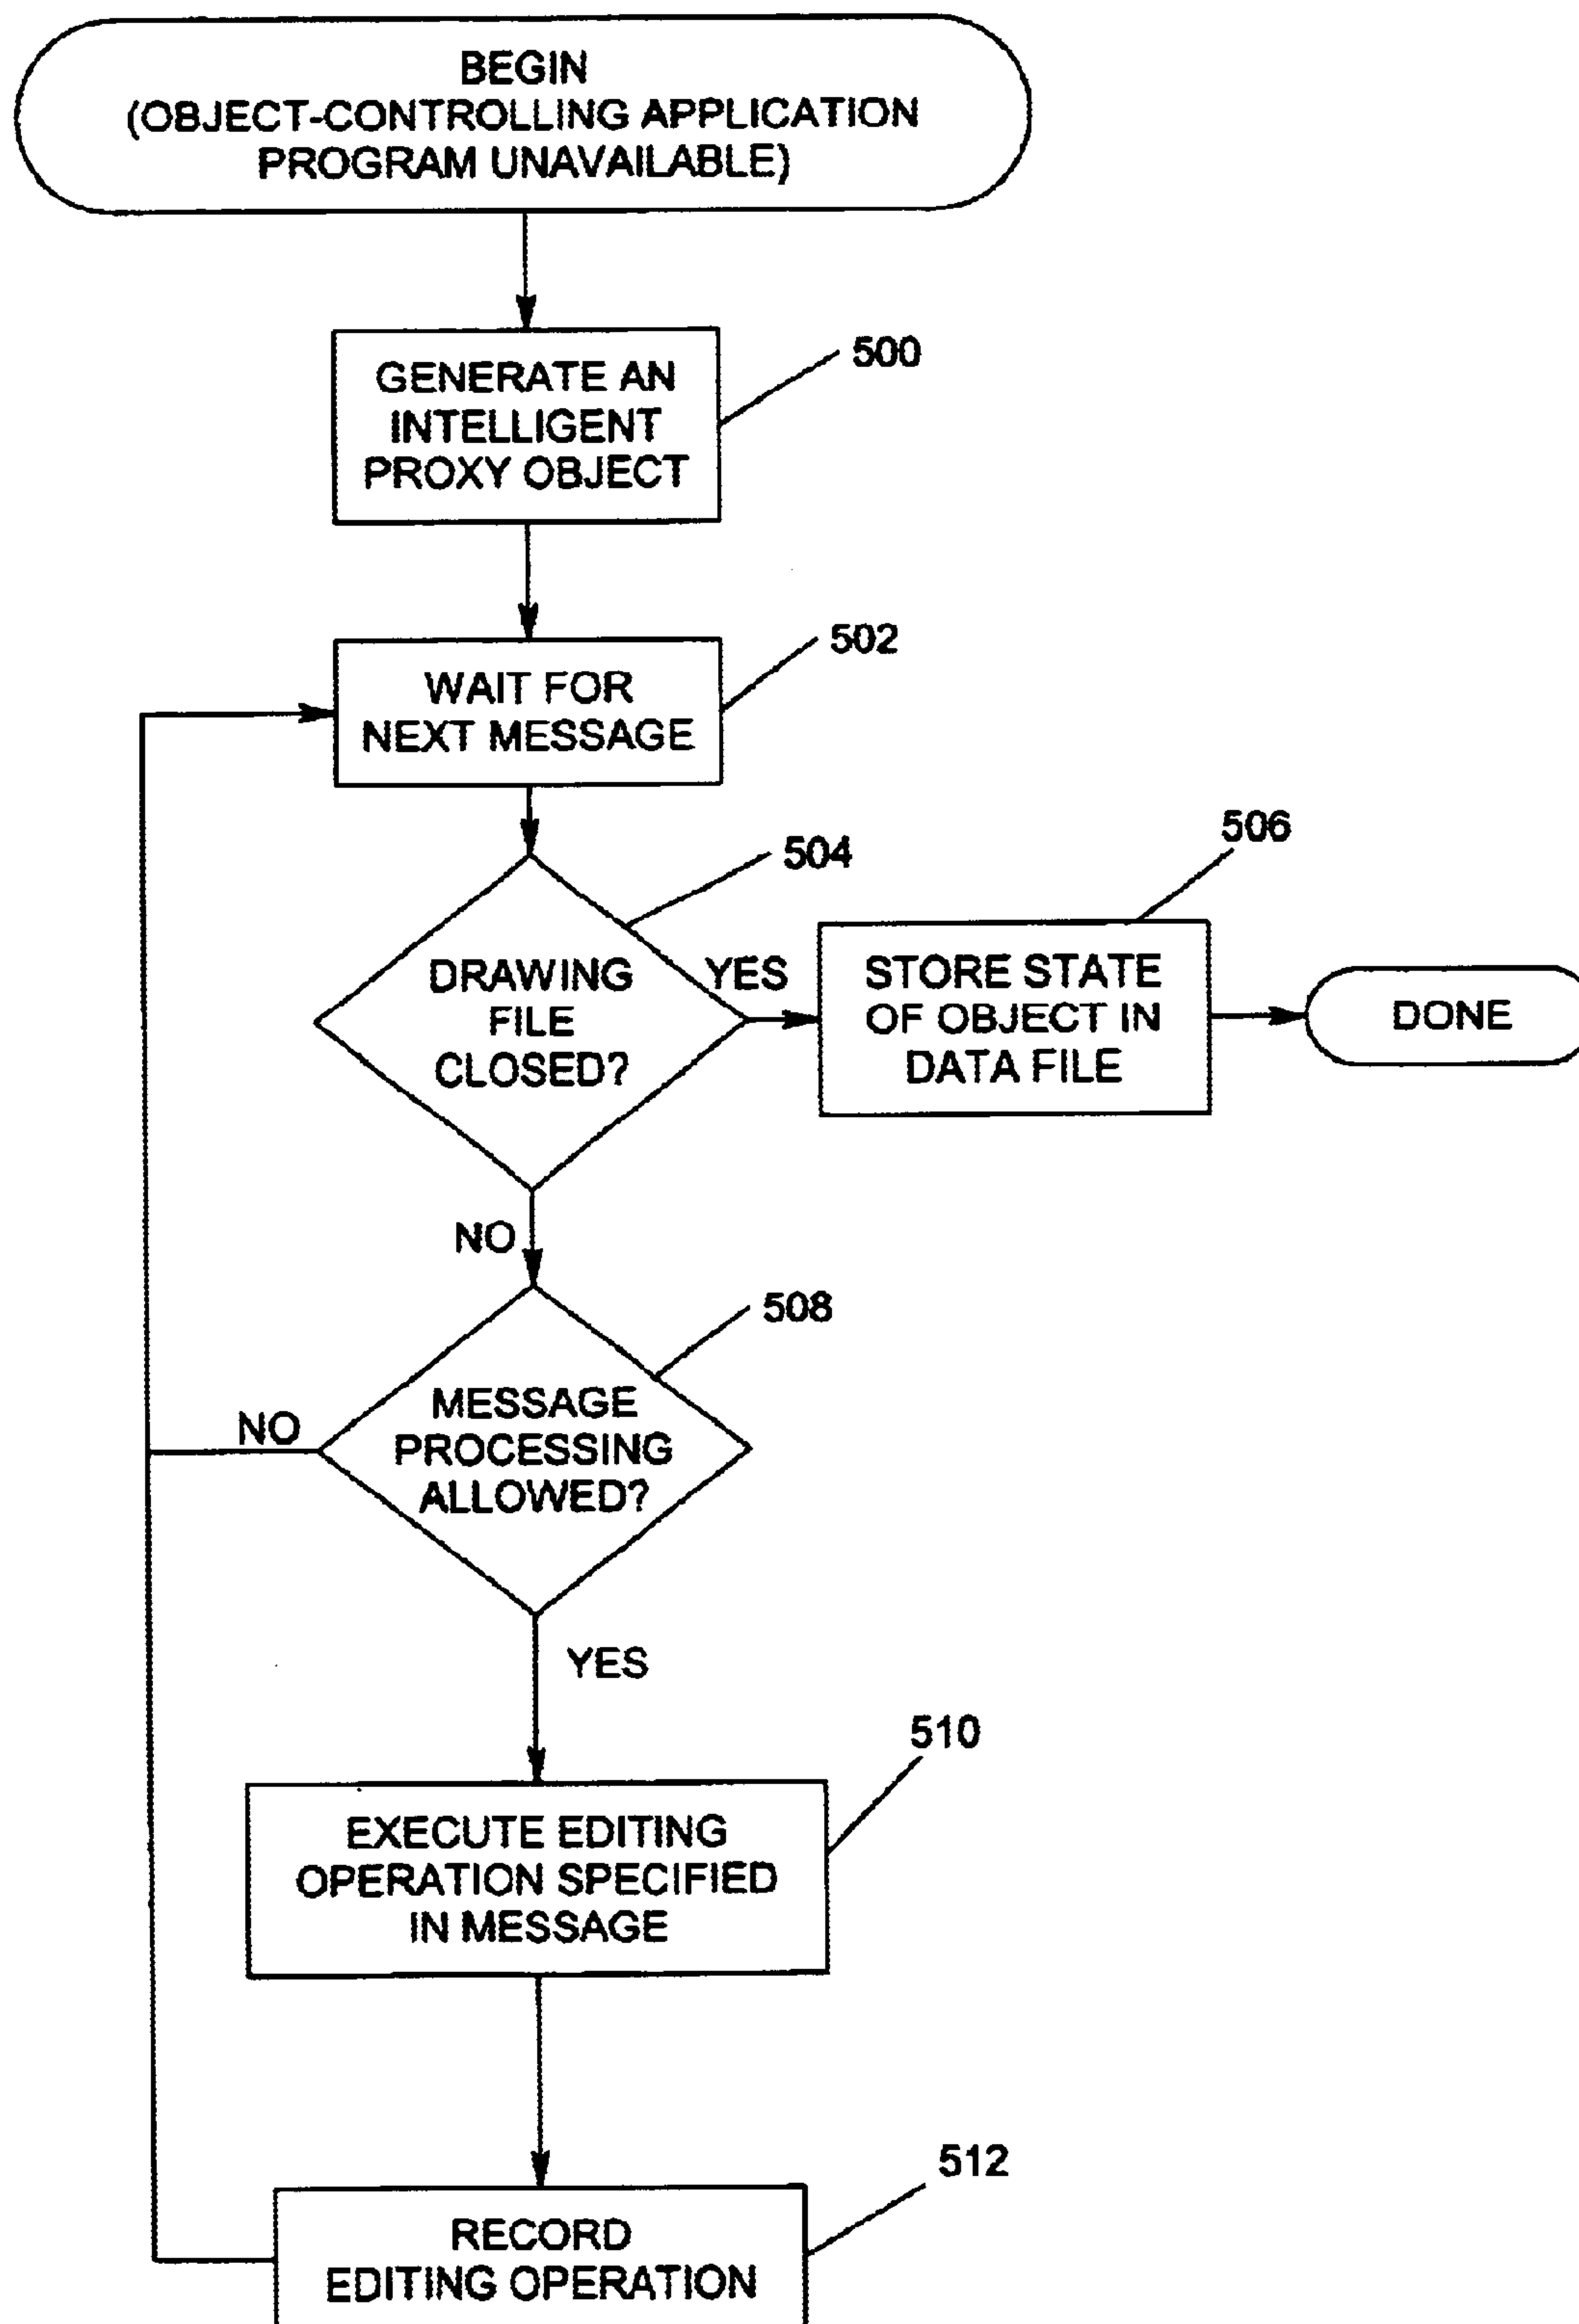 BEGIN
(OBJECT-CONTROLLING APPLICATION
PROGRAM UNAVAILABLE)
500
GENERATE AN
INTELLIGENT
PROXY OBJECT
502
WAIT FOR
NEXT MESSAGE
504
506
DRAWING
FILE
CLOSED?
YES
STORE STATE
OF OBJECT IN
DATA FILE
DONE
NO
508
MESSAGE
PROCESSING
ALLOWED?
NO
YES
510
EXECUTE EDITING
OPERATION SPECIFIED
IN MESSAGE
512
RECORD
EDITING OPERATION